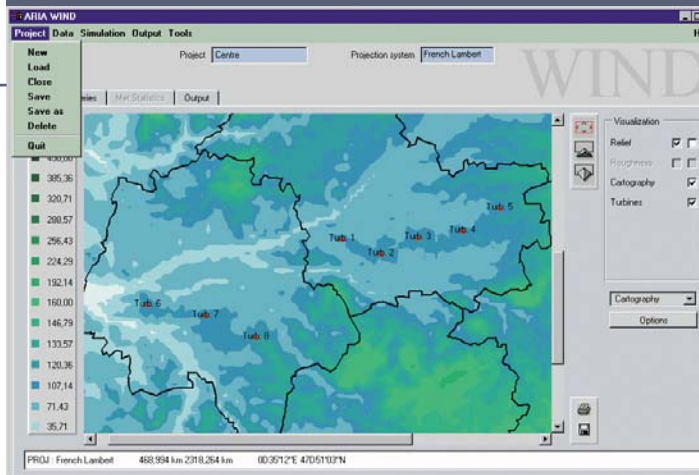 ARIA WIND
Project Data Simulation Output Tools
H
New
Load
Close
Save
Save as
Delete
Quit
Project Centre
Projection system French Lambert
WIND
eries Met Statistics Output
450,00
385,36
320,71
288,57
256,43
224,29
192,14
160,00
146,79
133,57
120,36
107,14
71,43
35,71
Turb. 5
Turb. 1
Turb. 3
Turb. 4
Turb. 2
Turb. 6
Turb. 7
Turb. 8
Visualization
Relief
Roughness
Cartography
Turbines
Cartography
Options
PROJ : French Lambert 468,994 km 2318,264 km 0D35'12"E 47D51'03"N